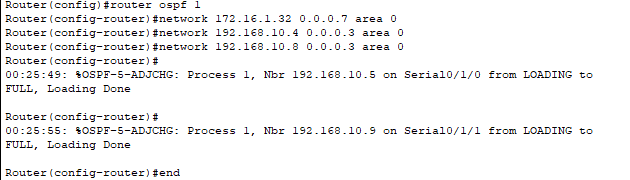 Router(config)#router ospf 1
Router(config-router)#network 172.16.1.32 0.0.0.7 area 0
Router(config-router)#network 192.168.10.4 0.0.0.3 area 0
Router(config-router)#network 192.168.10.8 0.0.0.3 area 0
Router(config-router)#
00:25:49: %OSPF-5-ADJCHG: Process 1, Nbr 192.168.10.5 on Serial0/1/0 from LOADING to
FULL, Loading Done
Router(config-router)#
00:25:55: %OSPF-5-ADJCHG: Process 1, Nbr 192.168.10.9 on Serial0/1/1 from LOADING to
FULL, Loading Done
Router(config-router)#end